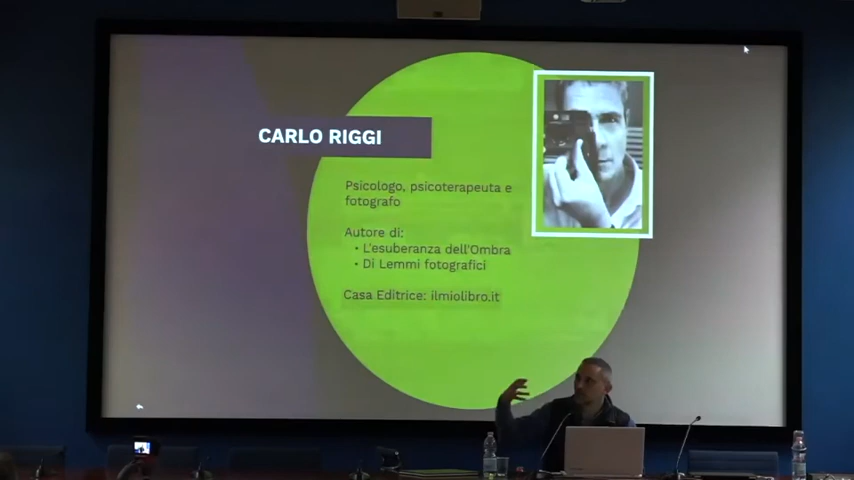 CARLO RIGGI
Psicologo, psicoterapeuta e
fotografo
Autore di:
• L'esuberanza dell'Ombra
• Di Lemmi fotografici
Casa Editrice: ilmiolibro.it